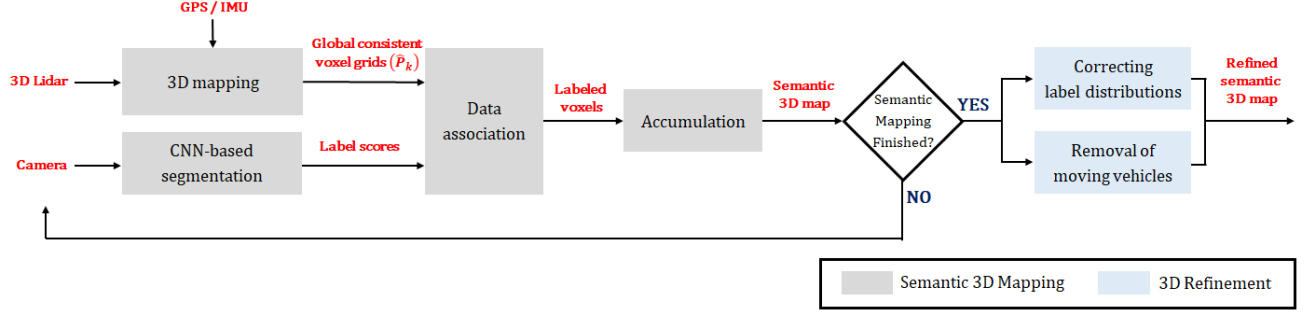 GPS / IMU
3D Lidar
3D mapping
Global consistent
voxel grids (P̂k)
Camera
CNN-based
segmentation
Label scores
Data
association
Labeled
voxels
Accumulation
Semantic
3D map
Semantic
Mapping
Finished?
YES
NO
Correcting
label distributions
Removal of
moving vehicles
Refined
semantic
3D map
Semantic 3D Mapping
3D Refinement